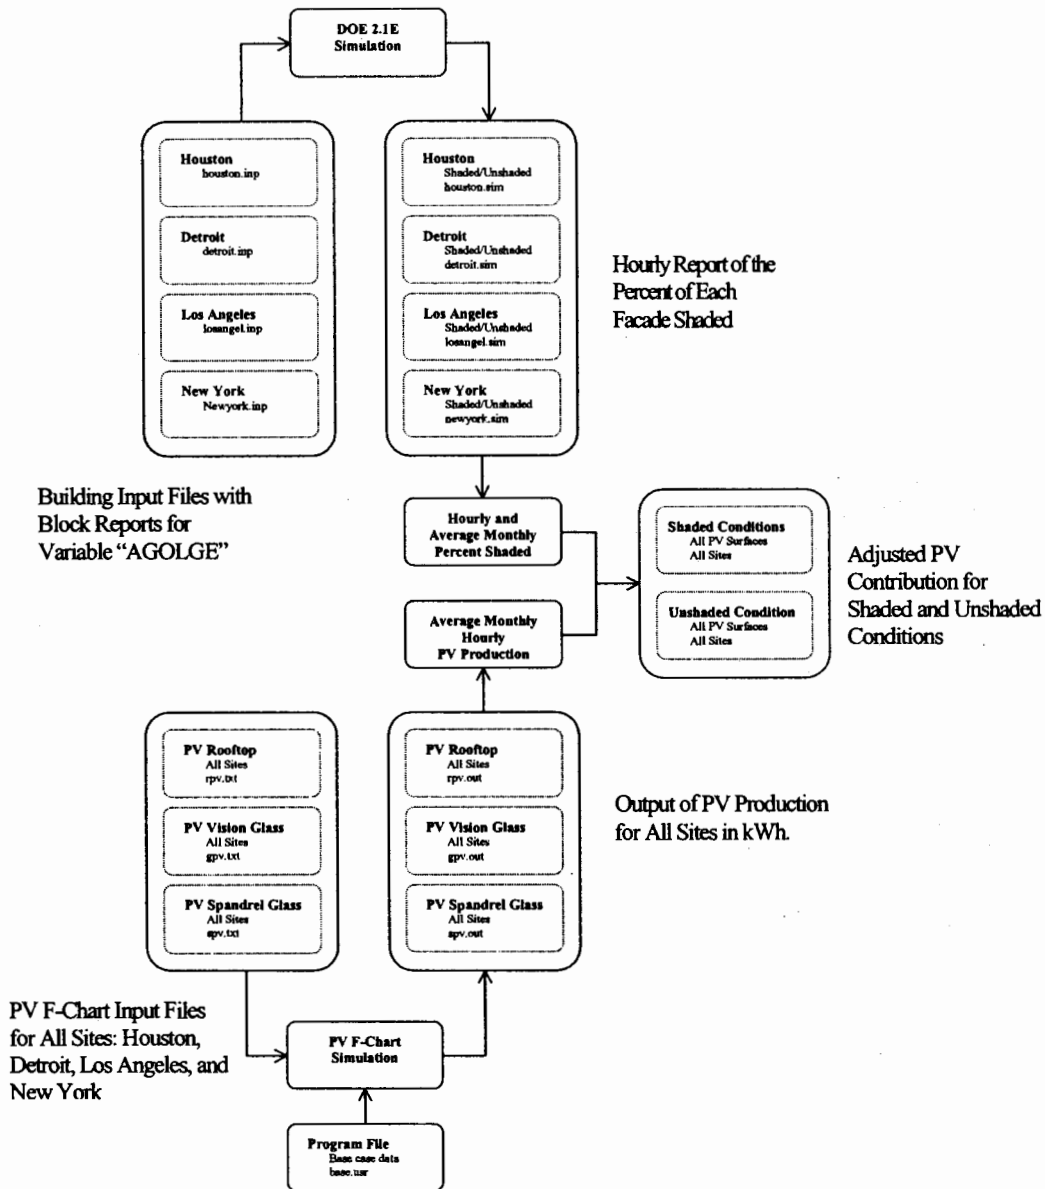 DOE 2.1E
Simulation
Houston
houston.inp
Detroit
detroit.inp
Los Angeles
losangel.inp
New York
Newyork.inp
Houston
Shaded/Unshaded
houston.sim
Detroit
Shaded/Unshaded
detroit.sim
Los Angeles
Shaded/Unshaded
losangel.sim
New York
Shaded/Unshaded
newyork.sim
Hourly Report of the
Percent of Each
Facade Shaded
Building Input Files with
Block Reports for
Variable “AGOLGE”
Hourly and
Average Monthly
Percent Shaded
Average Monthly
Hourly
PV Production
Shaded Conditions
All PV Surfaces
All Sites
Unshaded Condition
All PV Surfaces
All Sites
Adjusted PV
Contribution for
Shaded and Unshaded
Conditions
PV Rooftop
All Sites
rpv.txt
PV Vision Glass
All Sites
gpv.txt
PV Spandrel Glass
All Sites
spv.txt
PV Rooftop
All Sites
rpv.out
PV Vision Glass
All Sites
gpv.out
PV Spandrel Glass
All Sites
spv.out
Output of PV Production
for All Sites in kWh.
PV F-Chart Input Files
for All Sites: Houston,
Detroit, Los Angeles, and
New York
PV F-Chart
Simulation
Program File
Base case data
base.usr